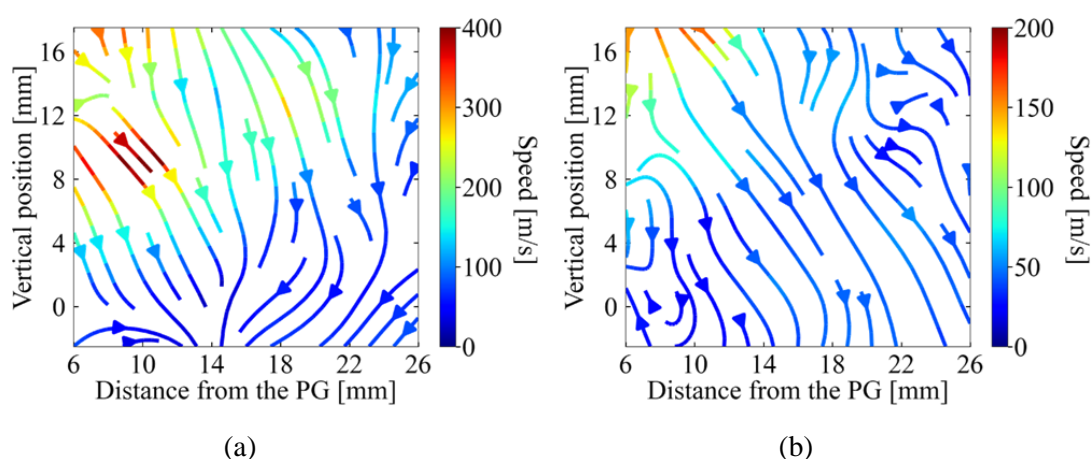 16
12
8
4
0
Vertical position [mm]
6 10 14 18 22 26
Distance from the PG [mm]
400
300
200
100
0
Speed [m/s]
(a)
16
12
8
4
0
Vertical position [mm]
6 10 14 18 22 26
Distance from the PG [mm]
200
150
100
50
0
Speed [m/s]
(b)